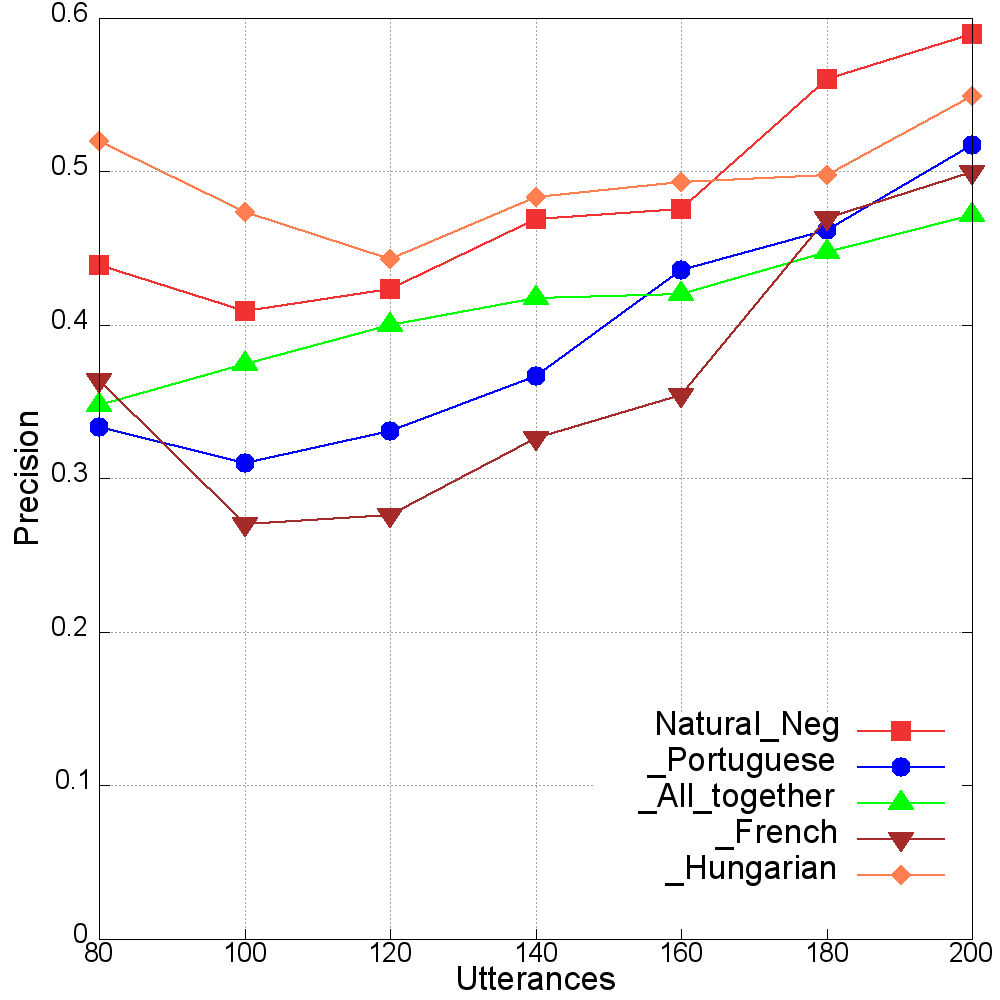 0.6
0.5
0.4
0.3
0.2
0.1
0
Precision
80 100 120 140 160 180 200
Utterances
Natural_Neg
_Portuguese
_All_together
_French
_Hungarian